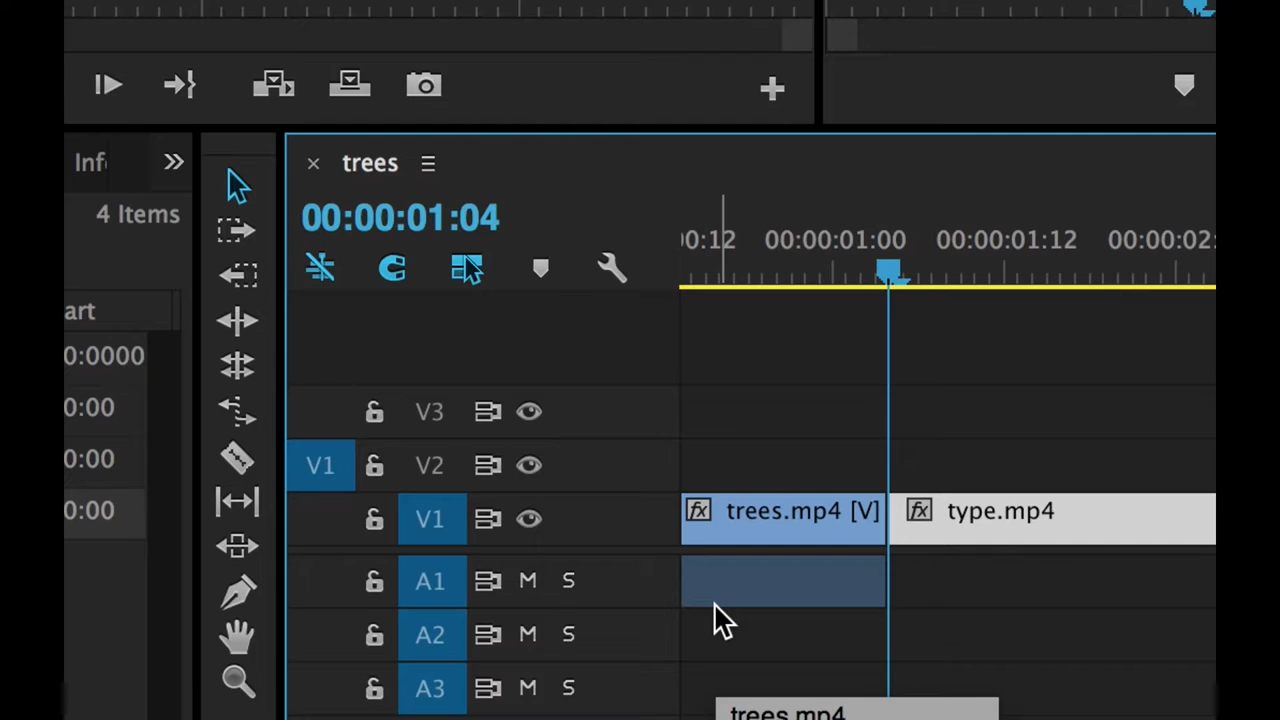 Inf
trees
00:00:01:04
4 Items
0:12 00:00:01:00 00:00:01:12 00:00:02:
art
0:0000
V3
0:00
V1 V2
0:00
fx trees.mp4 [V] fx type.mp4
0:00 V1
A1 M S
A2 M S
A3 M S
trees.mp4